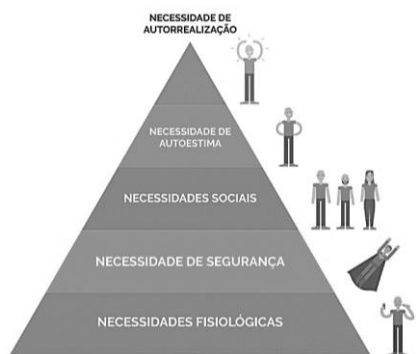 NECESSIDADE DE
AUTORREALIZAÇÃO
NECESSIDADE DE
AUTOESTIMA
NECESSIDADES SOCIAIS
NECESSIDADE DE SEGURANÇA
NECESSIDADES FISIOLÓGICAS